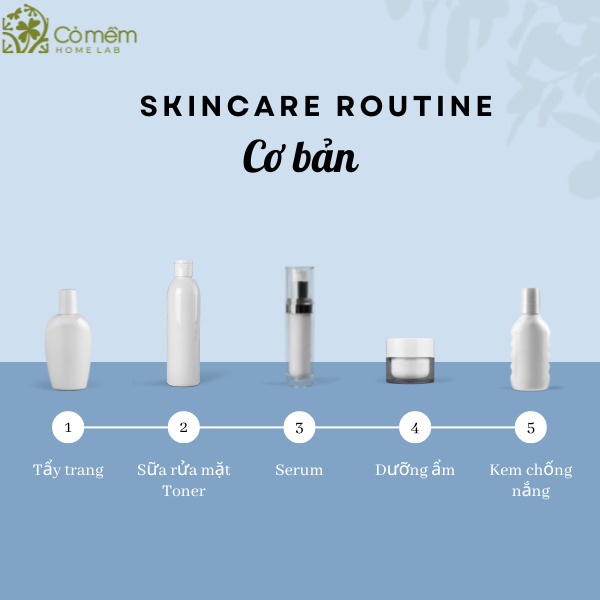 Cỏ mềm
HOME LAB
SKINCARE ROUTINE
Cơ bản
1
2
3
4
5
Tẩy trang
Sữa rửa mặt
Toner
Serum
Dưỡng ẩm
Kem chống
nắng